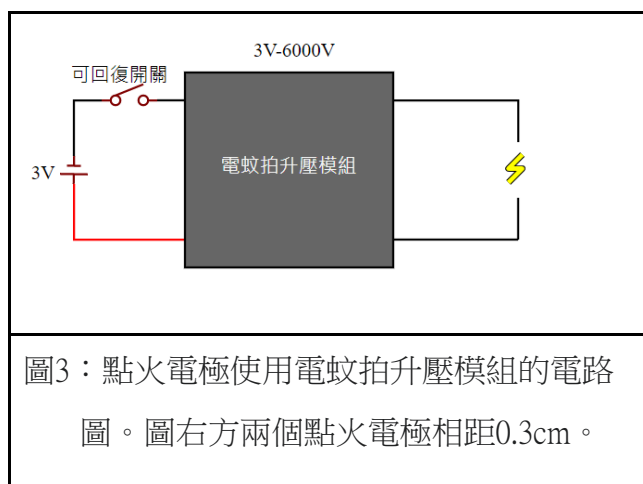 3V-6000V
可回復開關
3V
電蚊拍升壓模組
圖3：點火電極使用電蚊拍升壓模組的電路
圖。圖右方兩個點火電極相距0.3cm。